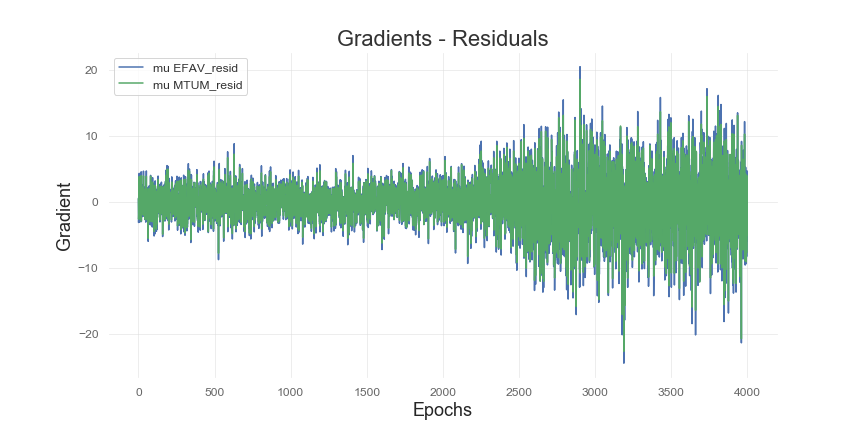 Gradients - Residuals
mu EFAV_resid
mu MTUM_resid
20
10
0
−10
−20
Gradient
0 500 1000 1500 2000 2500 3000 3500 4000
Epochs